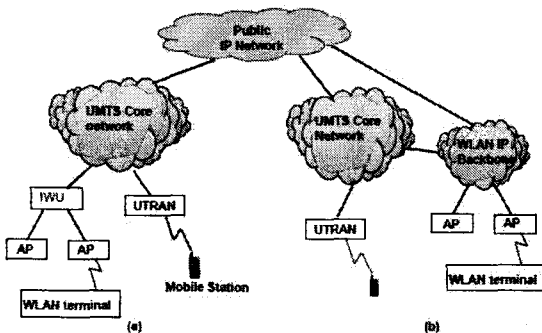 Public
IP Network
UMTS Core
network
UMTS Core
Network
WLAN IP
Backbone
IWU
UTRAN
AP
AP
UTRAN
AP
AP
Mobile Station
WLAN terminal
WLAN terminal
(a)
(b)